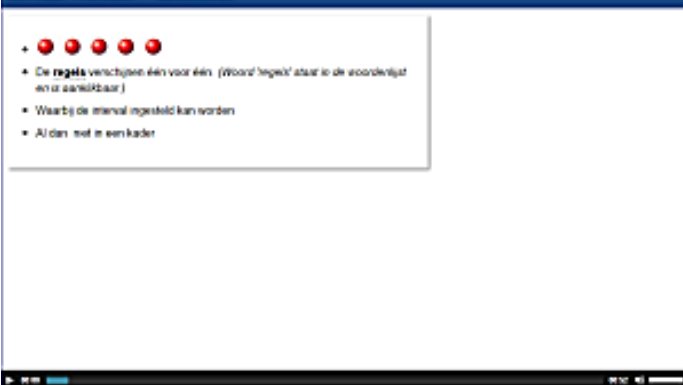 De regels verschijnen één voor één. (Woord 'regels' staat in de woordenlijst
en is aanklikbaar.)
Waarbij de interval ingesteld kan worden
Al dan niet in een kader